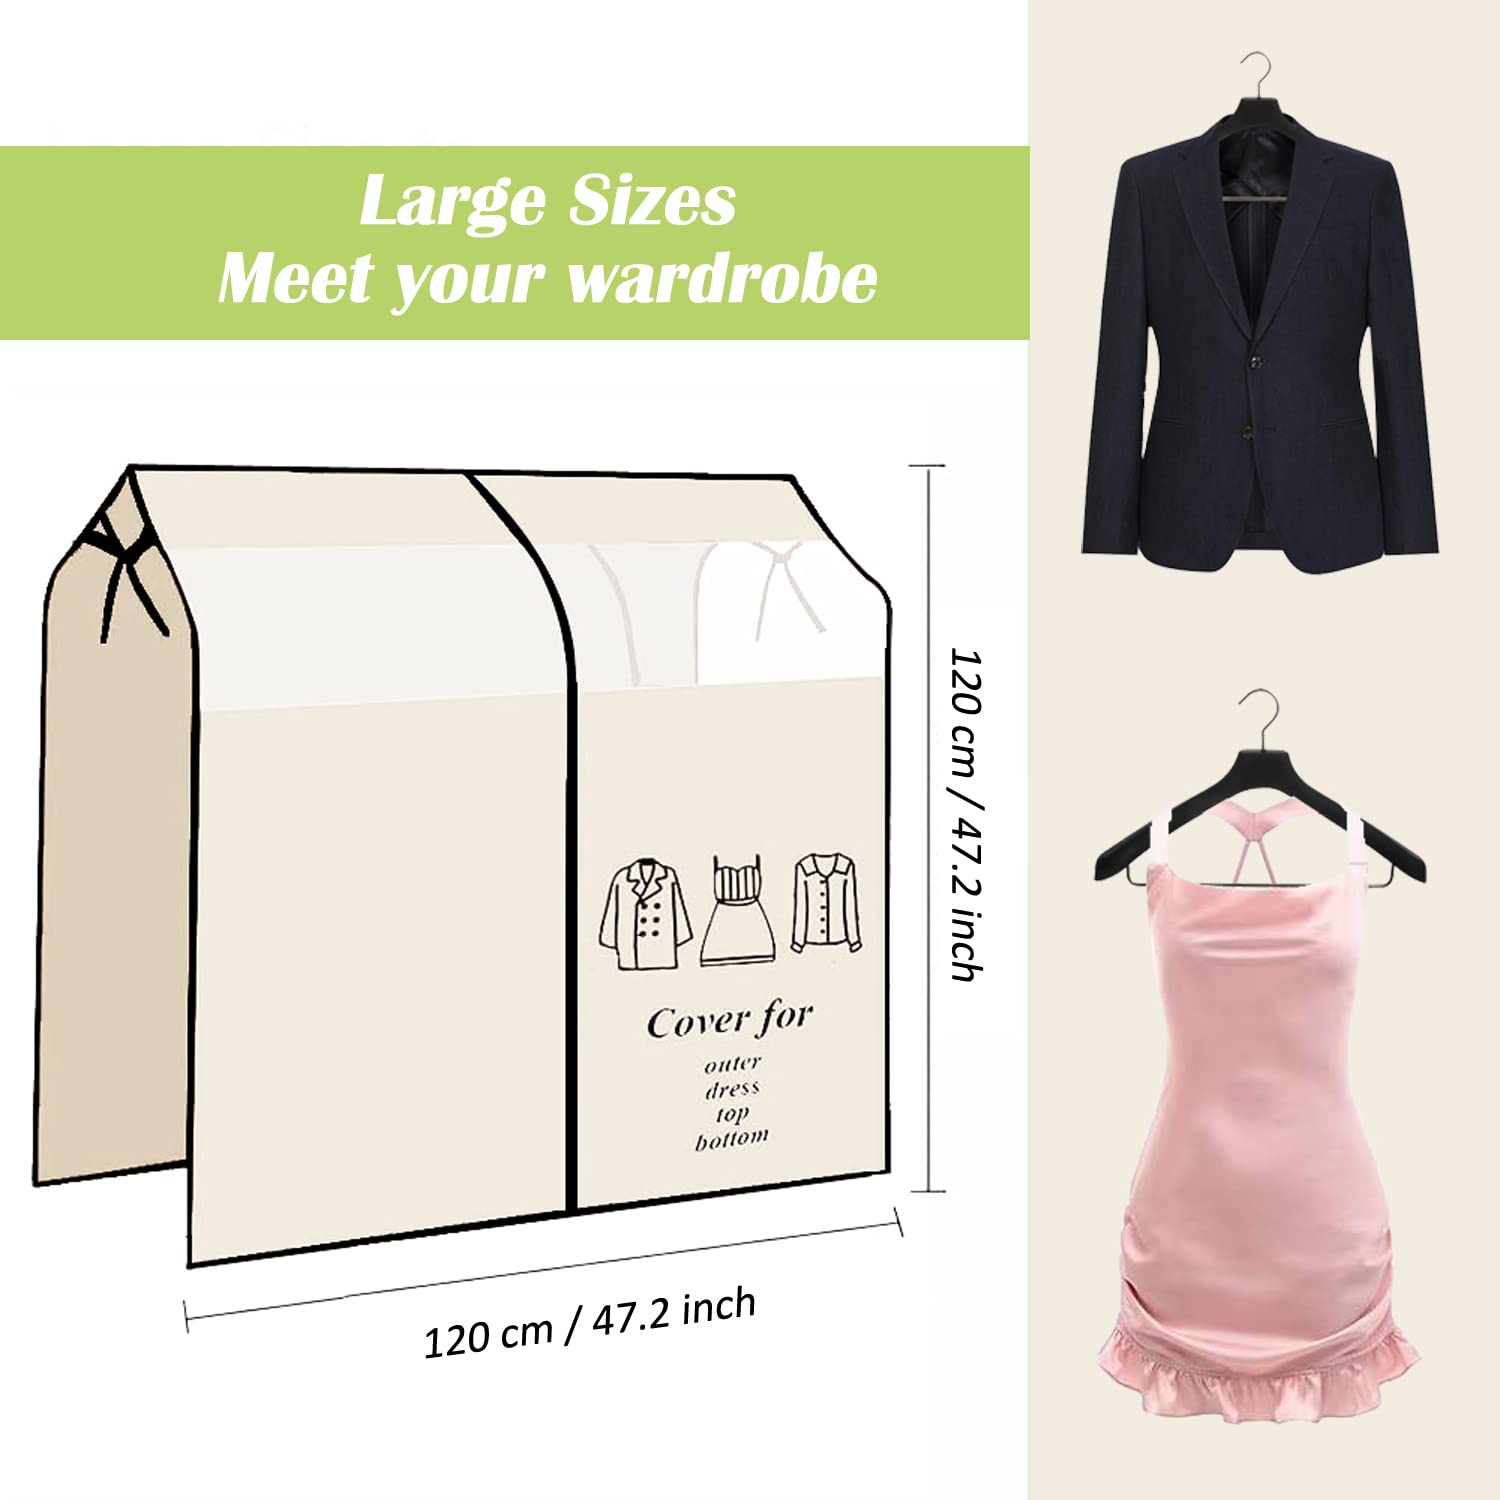 Large Sizes
Meet your wardrobe
120 cm / 47.2 inch
Cover for
outer
dress
top
bottom
120 cm / 47.2 inch